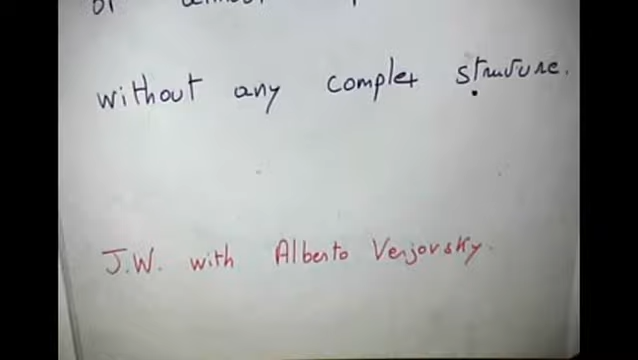 without any complex structure.
J.W. with Alberto Verjovsky.